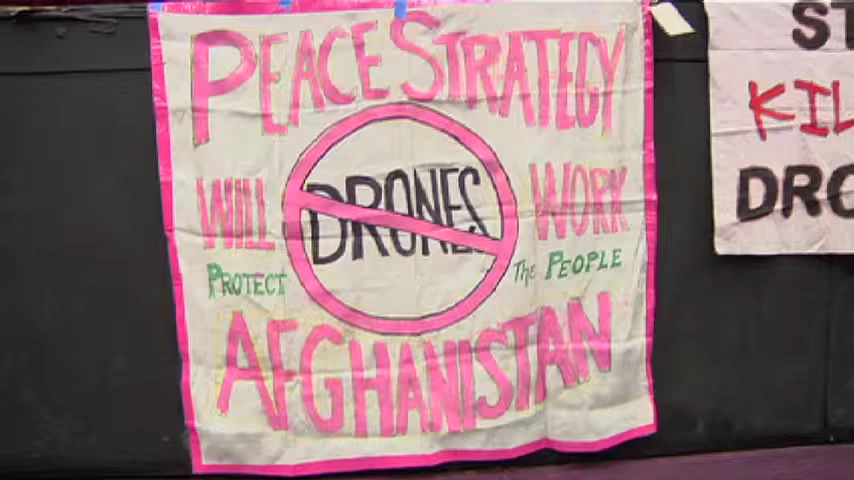 PEACE STRATEGY
WILL DRONES WORK
PROTECT THE PEOPLE
AFGHANISTAN
ST
KIL
DRO